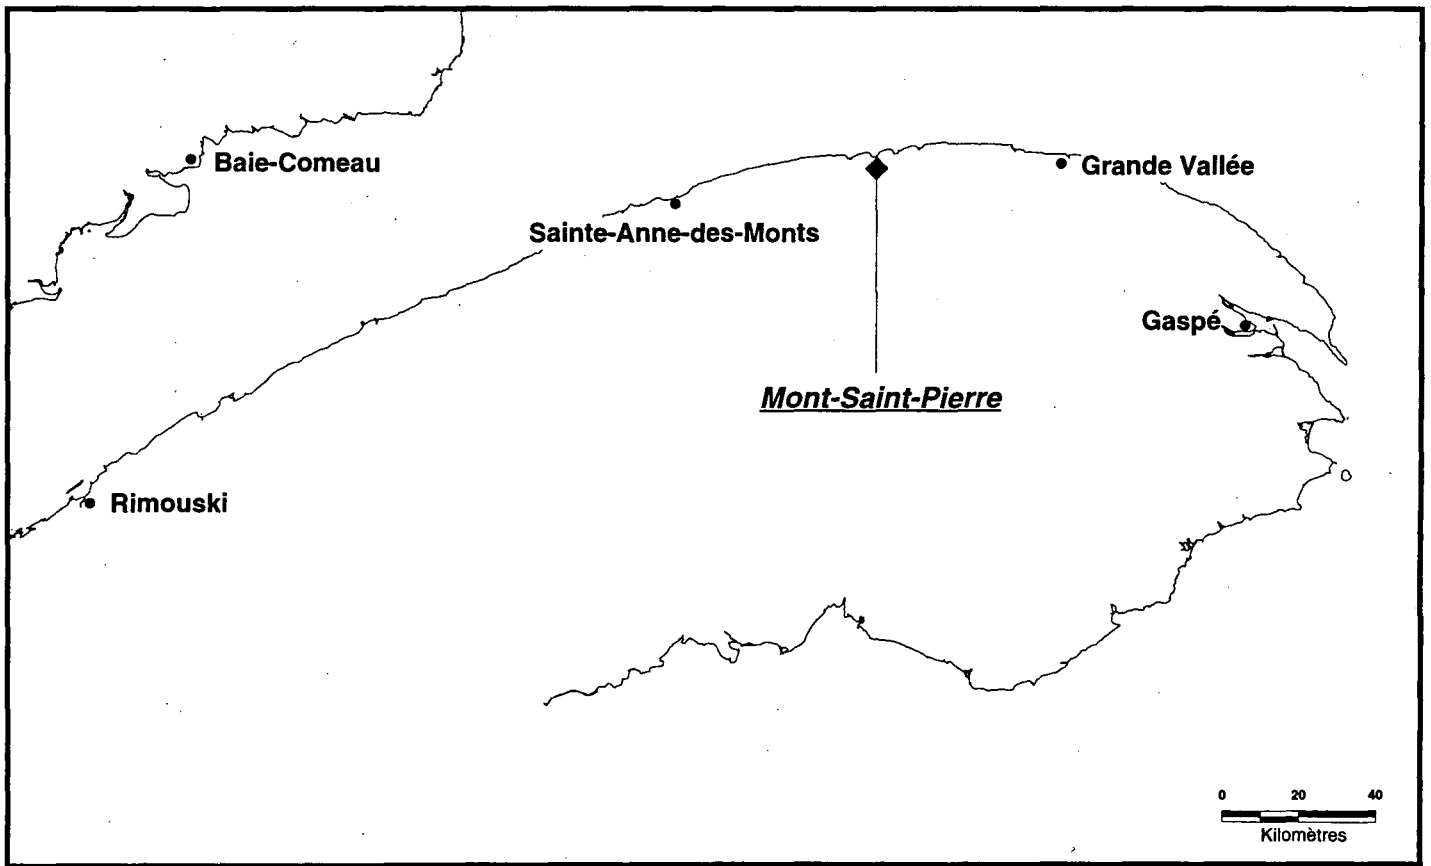 Baie-Comeau
Grande Vallée
Sainte-Anne-des-Monts
Gaspé
Mont-Saint-Pierre
Rimouski
0 20 40
Kilomètres